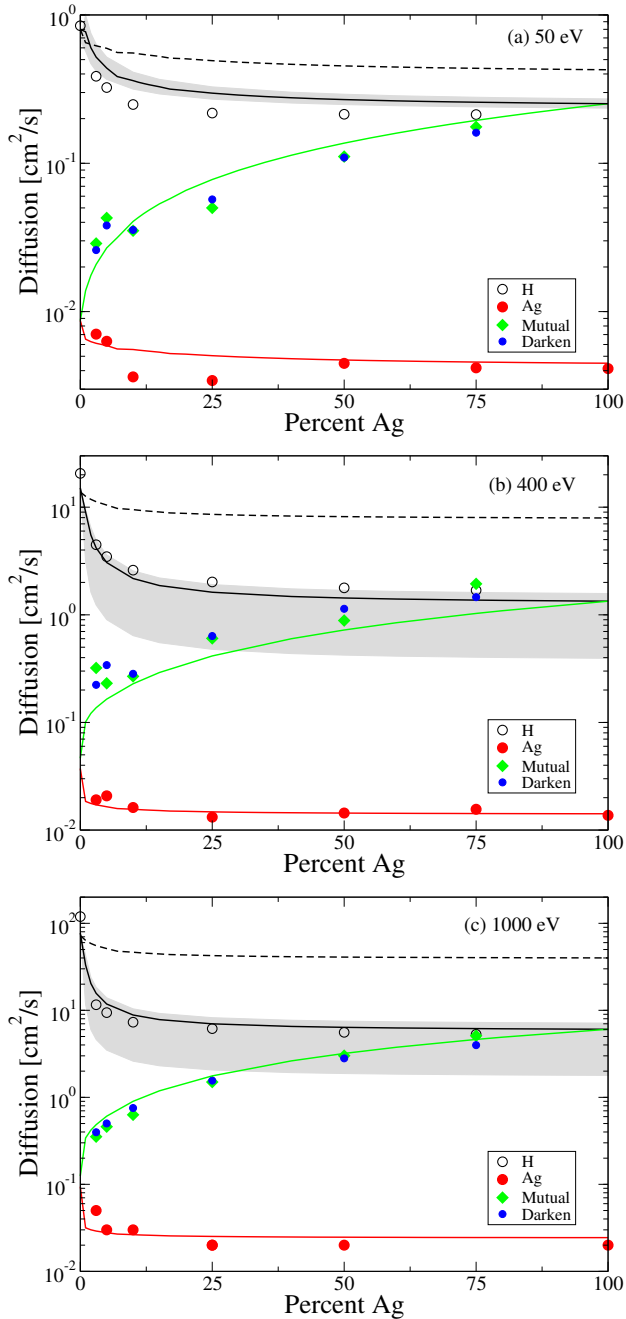 10^0
(a) 50 eV
10^-1
Diffusion [cm^2/s]
10^-2
H
Ag
Mutual
Darken
0 25 50 75 100
Percent Ag
(b) 400 eV
10^1
10^0
Diffusion [cm^2/s]
10^-1
H
Ag
Mutual
Darken
10^-2
0 25 50 75 100
Percent Ag
(c) 1000 eV
10^2
10^1
Diffusion [cm^2/s]
10^0
10^-1
H
Ag
Mutual
Darken
10^-2
0 25 50 75 100
Percent Ag